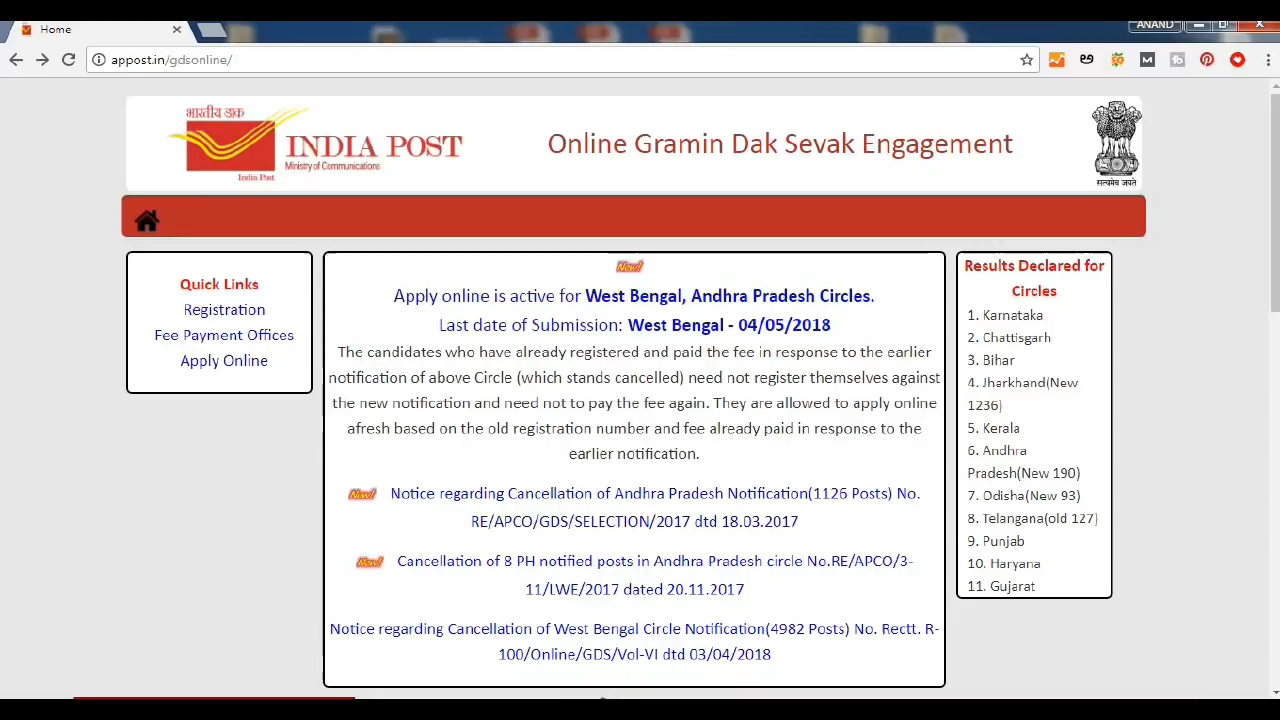 Home
ANAND
appost.in/gdsonline/
भारतीय डाक
INDIA POST
Ministry of Communications
India Post
Online Gramin Dak Sevak Engagement
सत्यमेव जयते
Quick Links
Registration
Fee Payment Offices
Apply Online
New!
Apply online is active for West Bengal, Andhra Pradesh Circles.
Last date of Submission: West Bengal - 04/05/2018
The candidates who have already registered and paid the fee in response to the earlier
notification of above Circle (which stands cancelled) need not register themselves against
the new notification and need not to pay the fee again. They are allowed to apply online
afresh based on the old registration number and fee already paid in response to the
earlier notification.
New! Notice regarding Cancellation of Andhra Pradesh Notification(1126 Posts) No.
RE/APCO/GDS/SELECTION/2017 dtd 18.03.2017
New! Cancellation of 8 PH notified posts in Andhra Pradesh circle No.RE/APCO/3-
11/LWE/2017 dated 20.11.2017
Notice regarding Cancellation of West Bengal Circle Notification(4982 Posts) No. Rectt. R-
100/Online/GDS/Vol-VI dtd 03/04/2018
Results Declared for
Circles
1. Karnataka
2. Chattisgarh
3. Bihar
4. Jharkhand(New
1236)
5. Kerala
6. Andhra
Pradesh(New 190)
7. Odisha(New 93)
8. Telangana(old 127)
9. Punjab
10. Haryana
11. Gujarat